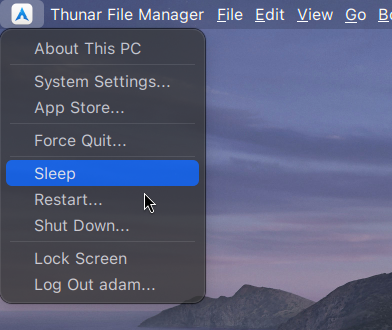 Thunar File Manager File Edit View Go
About This PC
System Settings...
App Store...
Force Quit...
Sleep
Restart...
Shut Down...
Lock Screen
Log Out adam...